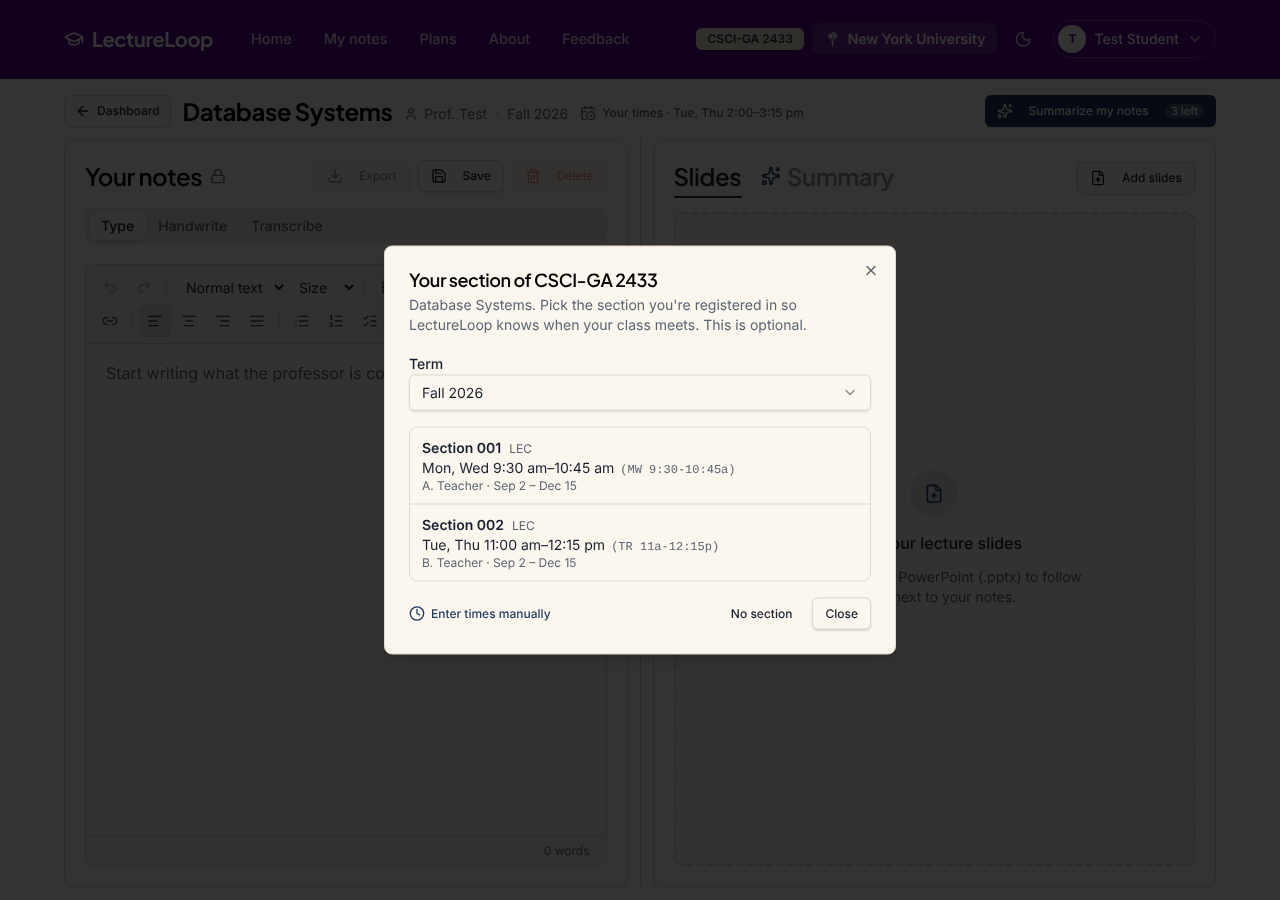 LectureLoop
Home
My notes
Plans
About
Feedback
CSCI-GA 2433
New York University
T
Test Student
Dashboard
Database Systems
Prof. Test · Fall 2026
Your times · Tue, Thu 2:00–3:15 pm
Summarize my notes
3 left
Your notes
Export
Save
Delete
Slides
Summary
Add slides
Type
Handwrite
Transcribe
Normal text
Size
Start writing what the professor is
Your section of CSCI-GA 2433
Database Systems. Pick the section you're registered in so
LectureLoop knows when your class meets. This is optional.
Term
Fall 2026
Section 001 LEC
Mon, Wed 9:30 am–10:45 am (MW 9:30-10:45a)
A. Teacher · Sep 2 – Dec 15
Section 002 LEC
Tue, Thu 11:00 am–12:15 pm (TR 11a-12:15p)
B. Teacher · Sep 2 – Dec 15
Enter times manually
No section
Close
lecture slides
PowerPoint (.pptx) to follow
next to your notes.
0 words